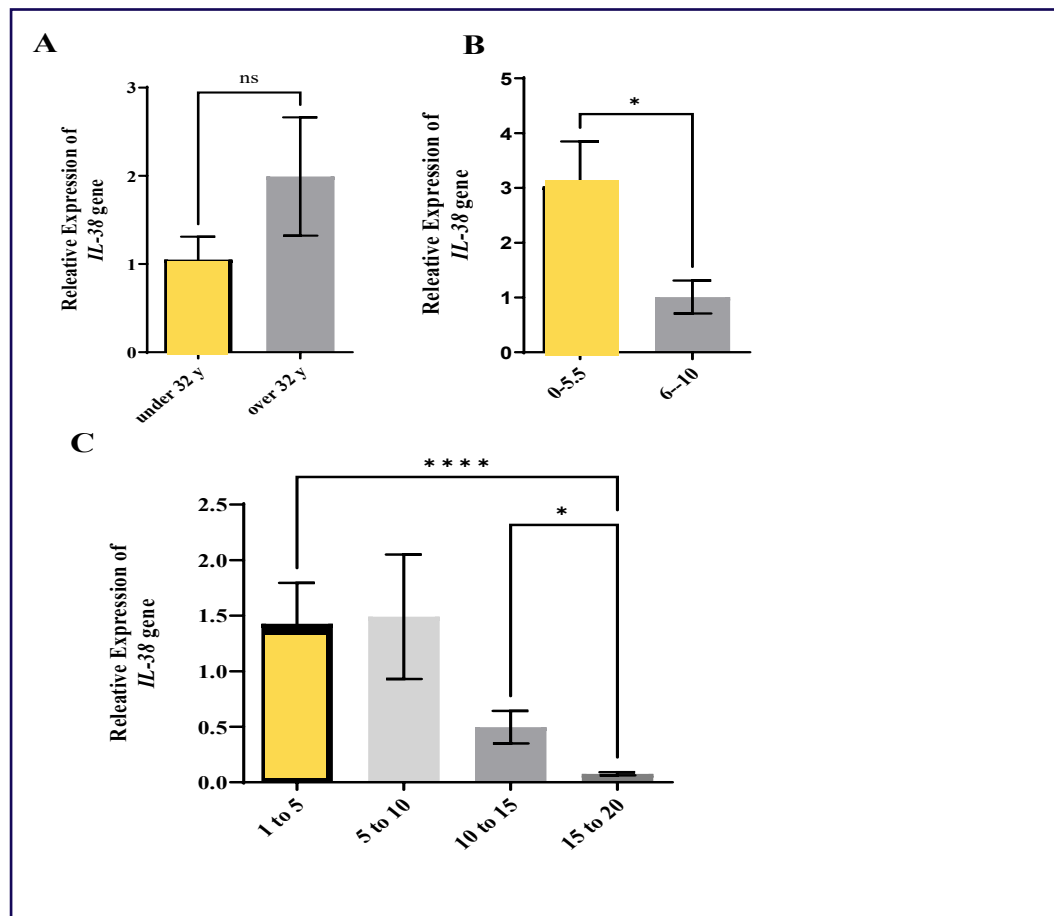 A
ns
3
2
1
0
Releative Expression of
IL-38 gene
under 32 y
over 32 y
B
*
5
4
3
2
1
0
Releative Expression of
IL-38 gene
0-5.5
6--10
C
****
*
2.5
2.0
1.5
1.0
0.5
0.0
Releative Expression of
IL-38 gene
1 to 5
5 to 10
10 to 15
15 to 20